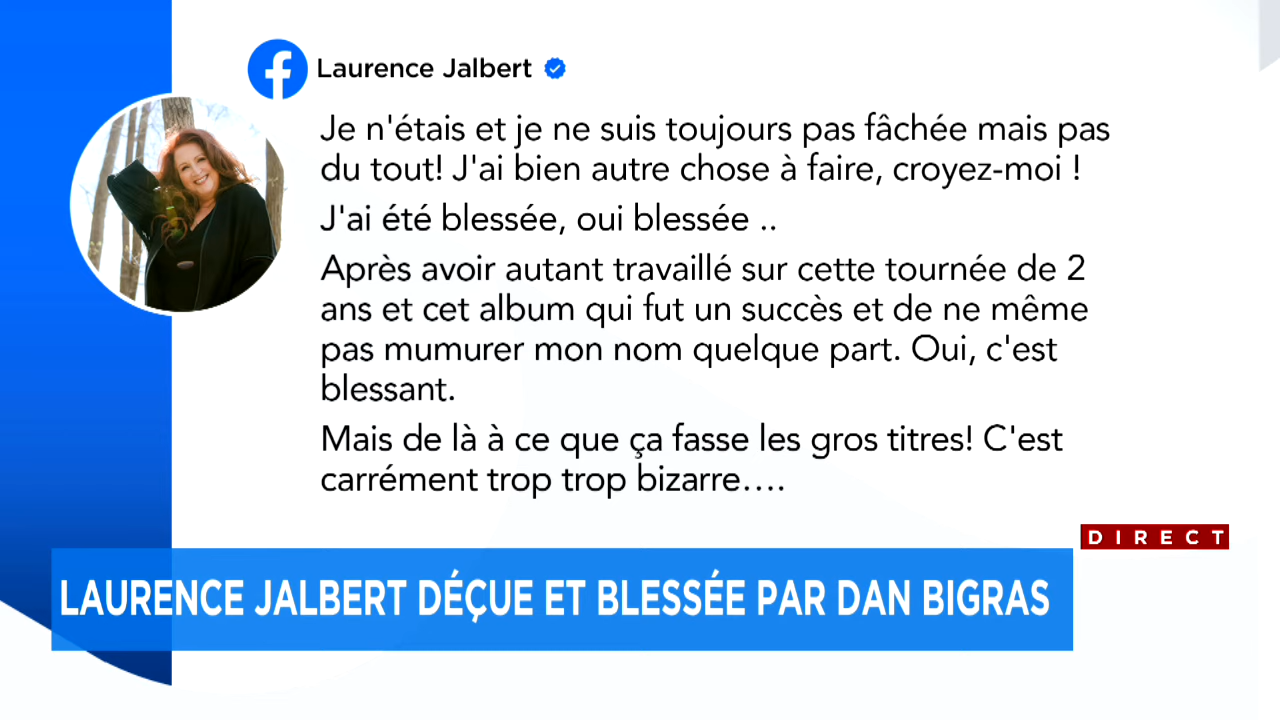 Laurence Jalbert
Je n'étais et je ne suis toujours pas fâchée mais pas
du tout! J'ai bien autre chose à faire, croyez-moi !
J'ai été blessée, oui blessée ..
Après avoir autant travaillé sur cette tournée de 2
ans et cet album qui fut un succès et de ne même
pas mumurer mon nom quelque part. Oui, c'est
blessant.
Mais de là à ce que ça fasse les gros titres! C'est
carrément trop trop bizarre....
DIRECT
LAURENCE JALBERT DÉÇUE ET BLESSÉE PAR DAN BIGRAS